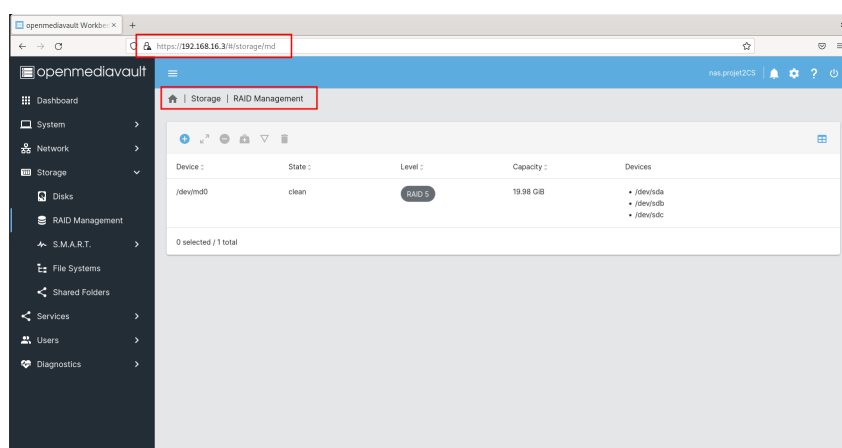 openmediavault Workben
https://192.168.16.3/#/storage/md
openmediavault
nas.projet2CS
Dashboard
Storage | RAID Management
System
Network
Storage
Disks
RAID Management
S.M.A.R.T.
File Systems
Shared Folders
Services
Users
Diagnostics
Device State Level Capacity Devices
/dev/md0 clean RAID 5 19.98 GiB
/dev/sda
/dev/sdb
/dev/sdc
0 selected / 1 total